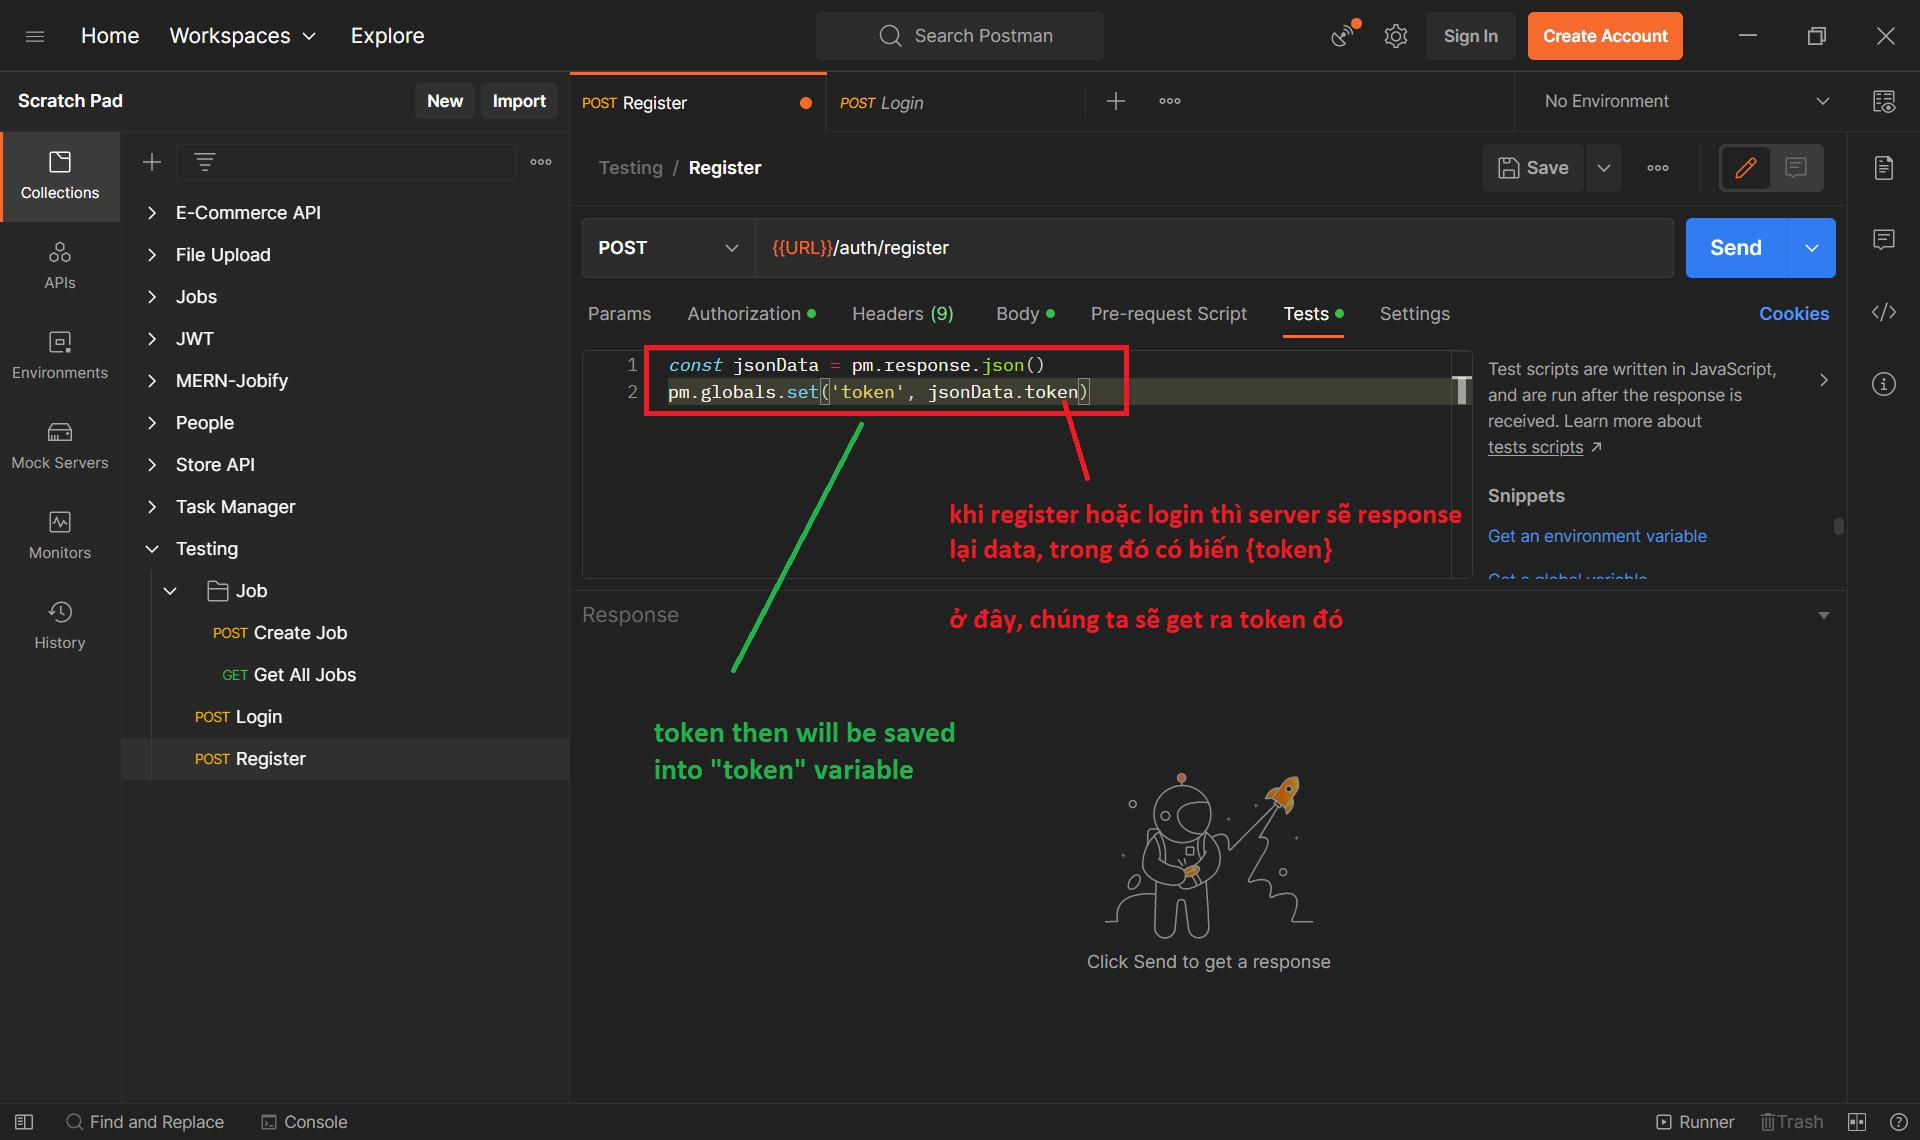 Home Workspaces Explore
Search Postman
Sign In Create Account
Scratch Pad New Import
POST Register
POST Login
No Environment
Collections
APIs
Environments
Mock Servers
Monitors
History
E-Commerce API
File Upload
Jobs
JWT
MERN-Jobify
People
Store API
Task Manager
Testing
Job
POST Create Job
GET Get All Jobs
POST Login
POST Register
Testing / Register
Save
POST {{URL}}/auth/register
Send
Params Authorization Headers (9) Body Pre-request Script Tests Settings Cookies
1 const jsonData = pm.response.json()
2 pm.globals.set('token', jsonData.token)
khi register hoặc login thì server sẽ response
lại data, trong đó có biến {token}
Test scripts are written in JavaScript,
and are run after the response is
received. Learn more about
tests scripts
Snippets
Get an environment variable
Get a global variable
Response
ở đây, chúng ta sẽ get ra token đó
token then will be saved
into "token" variable
Click Send to get a response
Find and Replace Console
Runner Trash